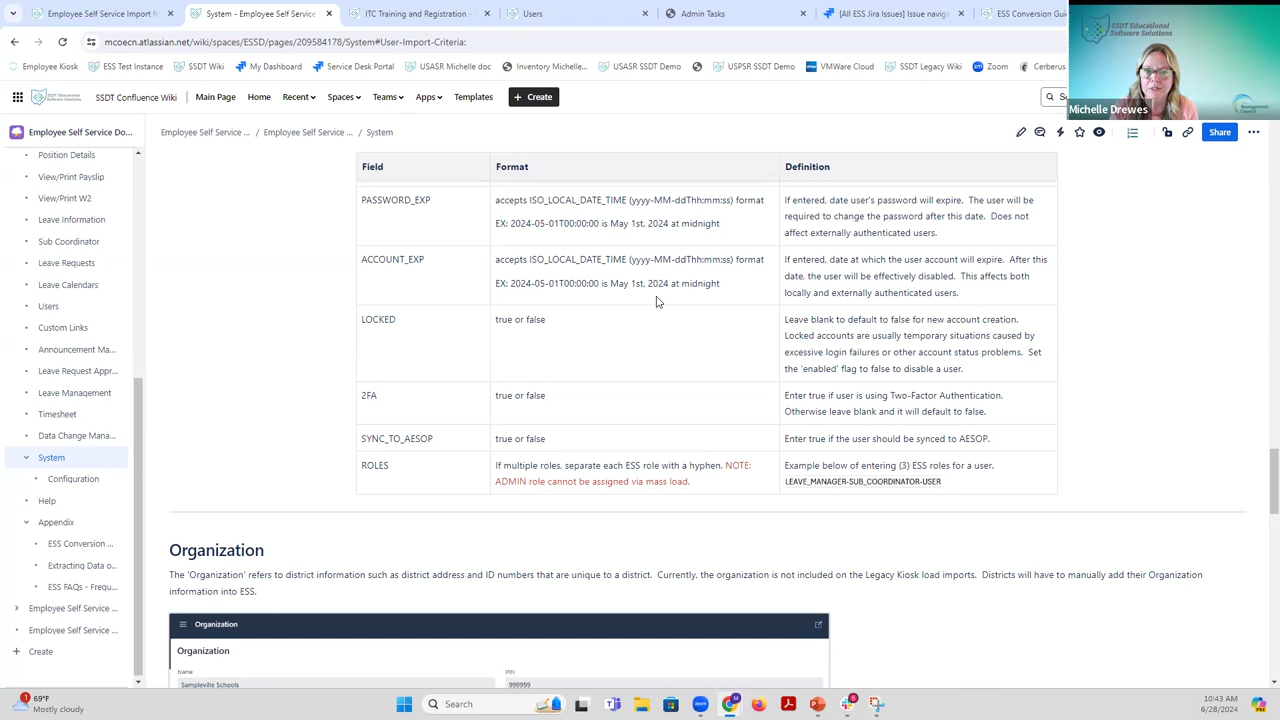 Employee Self Service Import f
System - Employee Self Service
ITC Training and Registration -
Users
Admin Tasks
[All ESS Jira Issues] Issue navig
ESS Conversion Gui
mcoecn.atlassian.net/wiki/spaces/ESSD/pages/209584178/System#User-Import-Criteria:
Employee Kiosk
ESS Test Instance
SSDT Wiki
My Dashboard
Service Desk Portal
USASR Michelle doc
Inventory Michelle...
USASR SSDT Demo
USPSR SSDT Demo
VMWare Cloud
SSDT Legacy Wiki
Zoom
Cerberus
SSDT Educational
Software Solutions
Management
Council
Michelle Drewes
SSDT Confluence Wiki
Main Page
Home
Recent
Spaces
Teams
Apps
Templates
Create
Employee Self Service Do...
Employee Self Service ... / Employee Self Service ... / System
Share
Position Details
View/Print Payslip
View/Print W2
Leave Information
Sub Coordinator
Leave Requests
Leave Calendars
Users
Custom Links
Announcement Ma...
Leave Request Appr...
Leave Management
Timesheet
Data Change Mana...
System
Configuration
Help
Appendix
ESS Conversion ...
Extracting Data o...
ESS FAQs - Frequ...
Employee Self Service ...
Employee Self Service ...
Create
Field
Format
Definition
PASSWORD_EXP
accepts ISO_LOCAL_DATE_TIME (yyyy-MM-ddThh:mm:ss) format
EX: 2024-05-01T00:00:00 is May 1st, 2024 at midnight
If entered, date user's password will expire. The user will be
required to change the password after this date. Does not
affect externally authenticated users.
ACCOUNT_EXP
accepts ISO_LOCAL_DATE_TIME (yyyy-MM-ddThh:mm:ss) format
EX: 2024-05-01T00:00:00 is May 1st, 2024 at midnight
If entered, date at which the user account will expire. After this
date, the user will be effectively disabled. This affects both
locally and externally authenticated users.
LOCKED
true or false
Leave blank to default to false for new account creation.
Locked accounts are usually temporary situations caused by
excessive login failures or other account status problems. Set
the 'enabled' flag to false to disable a user.
2FA
true or false
Enter true if user is using Two-Factor Authentication.
Otherwise leave blank and it will default to false.
SYNC_TO_AESOP
true or false
Enter true if the user should be synced to AESOP.
ROLES
If multiple roles, separate each ESS role with a hyphen. NOTE:
ADMIN role cannot be assigned via mass load.
Example below of entering (3) ESS roles for a user.
LEAVE_MANAGER-SUB_COORDINATOR-USER
Organization
The 'Organization' refers to district information such as district address and ID numbers that are unique to a district. Currently, the organization is not included on the Legacy Kiosk load imports. Districts will have to manually add their Organization
information into ESS.
Organization
Organization
Name
Sampleville Schools
999999
1
69°F
Mostly cloudy
Search
10:43 AM
6/28/2024